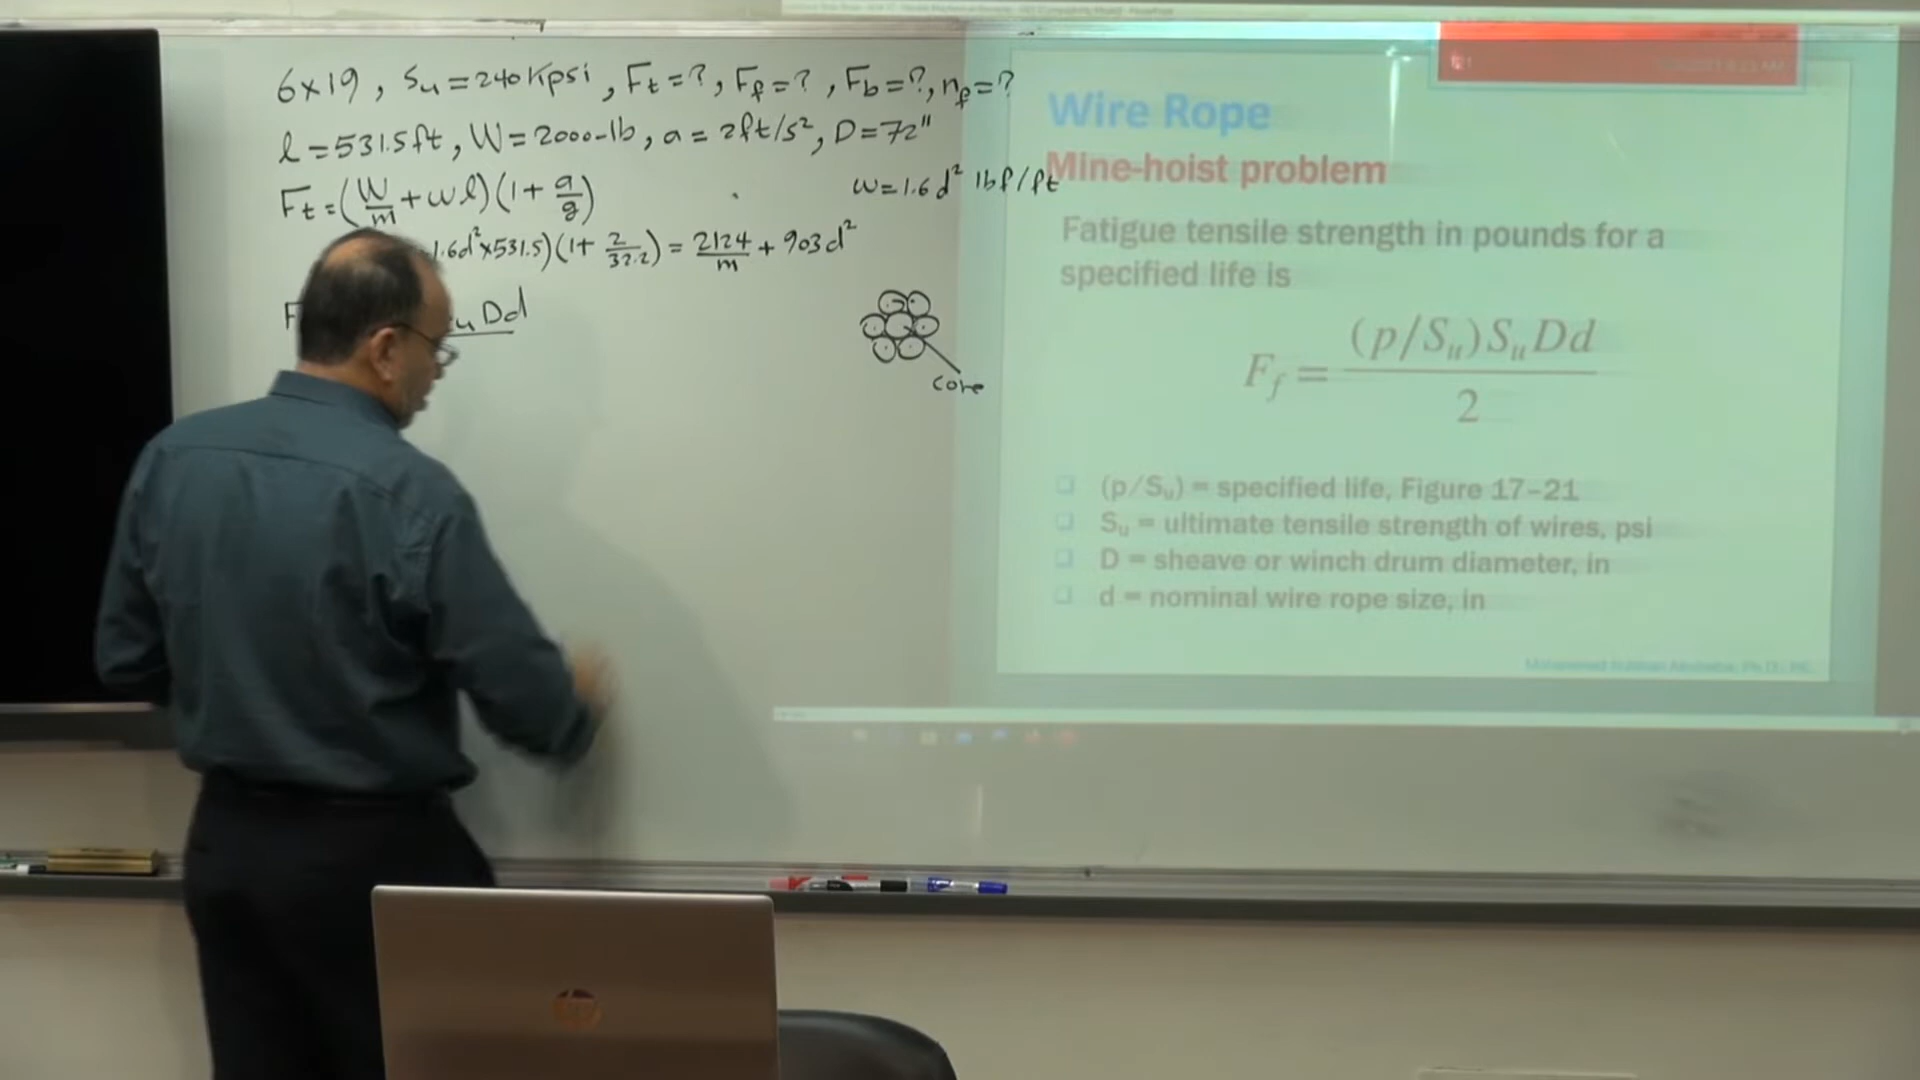 6x19, Su = 240 Kpsi, Ft = ?, Ff = ?, Fb = ?, nf = ?
l = 531.5 ft, W = 2000-lb, a = 2ft/s², D = 72"
Ft = (W/m + wl)(1 + a/g)
w = 1.6 d² lbf/ft
1.6d² x 531.5)(1 + 2/32.2) = 2124/m + 903 d²
F
u Dd
core
Wire Rope
Mine-hoist problem
Fatigue tensile strength in pounds for a
specified life is
Ff = (p/Su)SuDd / 2
(p/Su) = specified life, Figure 17-21
Su = ultimate tensile strength of wires, psi
D = sheave or winch drum diameter, in
d = nominal wire rope size, in
hp